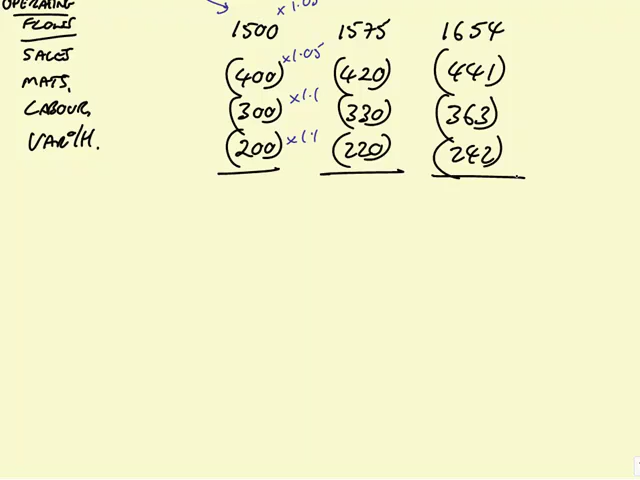 OPERATING ×1.05
FLOWS 1500 1575 1654
SALES
MATS. (400) ×1.05 (420) (441)
LABOUR, (300) ×1.1 (330) (363)
VAR O/H. (200) ×1.1 (220) (242)